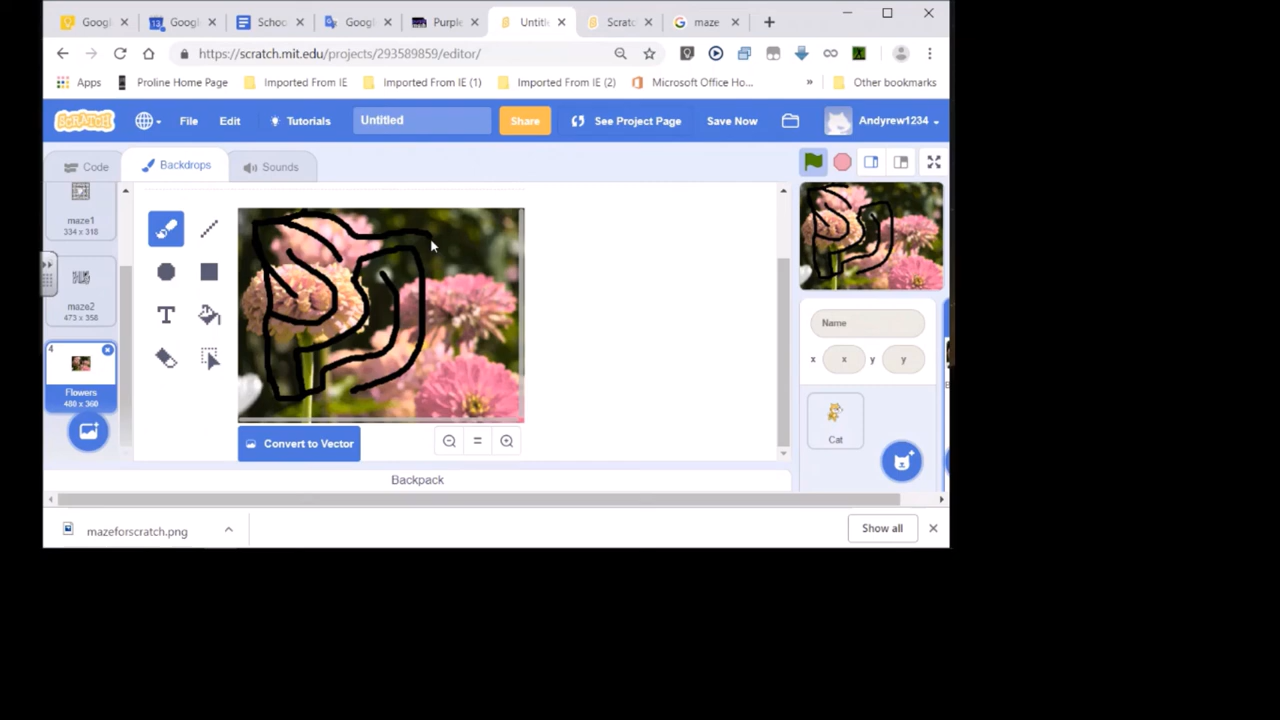 Googl
Googl
Schoo
Googl
Purple
Untitl
Scratc
maze
https://scratch.mit.edu/projects/293589859/editor/
Apps
Proline Home Page
Imported From IE
Imported From IE (1)
Imported From IE (2)
Microsoft Office Ho...
»
Other bookmarks
SCRATCH
File
Edit
Tutorials
Untitled
Share
See Project Page
Save Now
Andyrew1234
Code
Backdrops
Sounds
maze1
334 x 318
maze2
473 x 358
4
Flowers
480 x 360
T
Convert to Vector
Backpack
Name
x
x
y
y
Cat
mazeforscratch.png
Show all